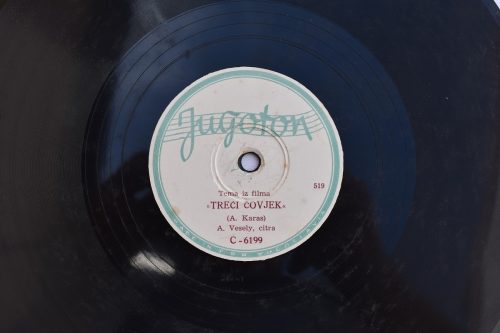 Jugoton
519
Tema iz filma
«TREĆI ČOVJEK»
(A. Karas)
A. Vesely, citra
C-6199